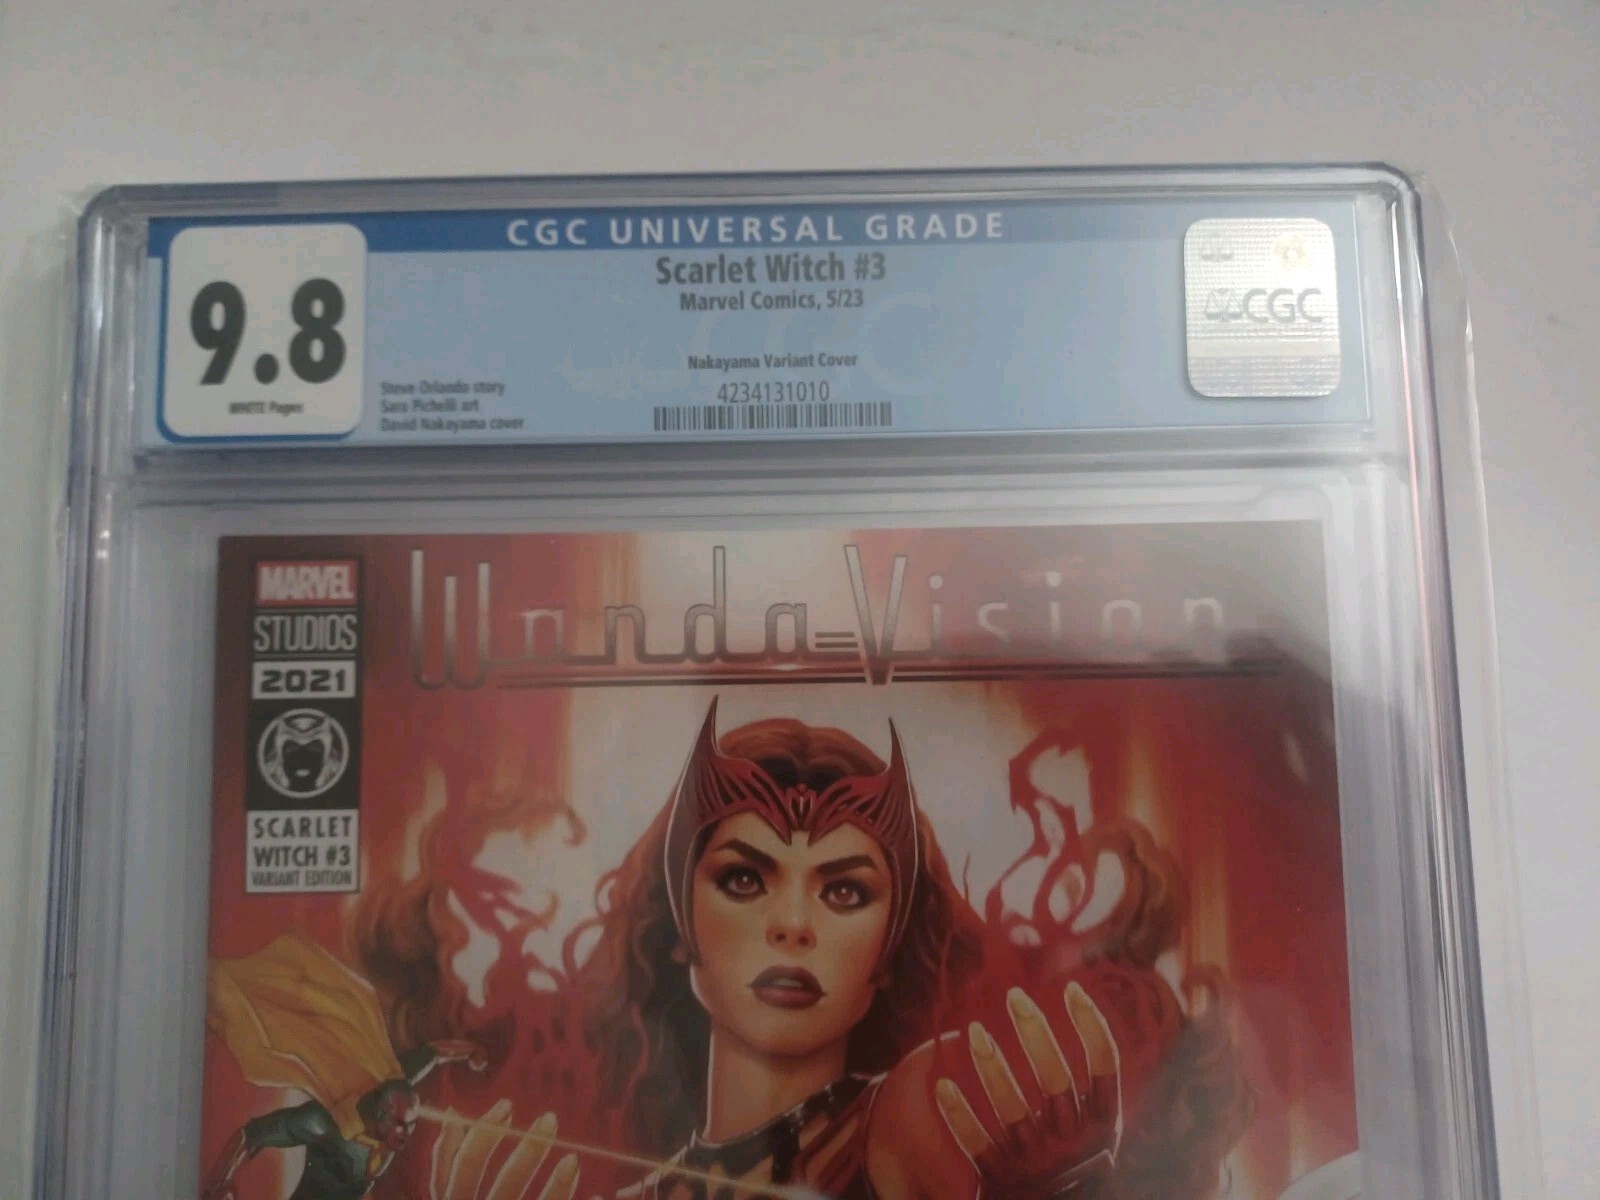 CGC UNIVERSAL GRADE
9.8
WHITE Pages
Scarlet Witch #3
Marvel Comics, 5/23
Nakayama Variant Cover
4234131010
Steve Orlando story
Sara Pichelli art
David Nakayama cover
CGC
MARVEL
STUDIOS
2021
SCARLET
WITCH #3
VARIANT EDITION
WandaVision